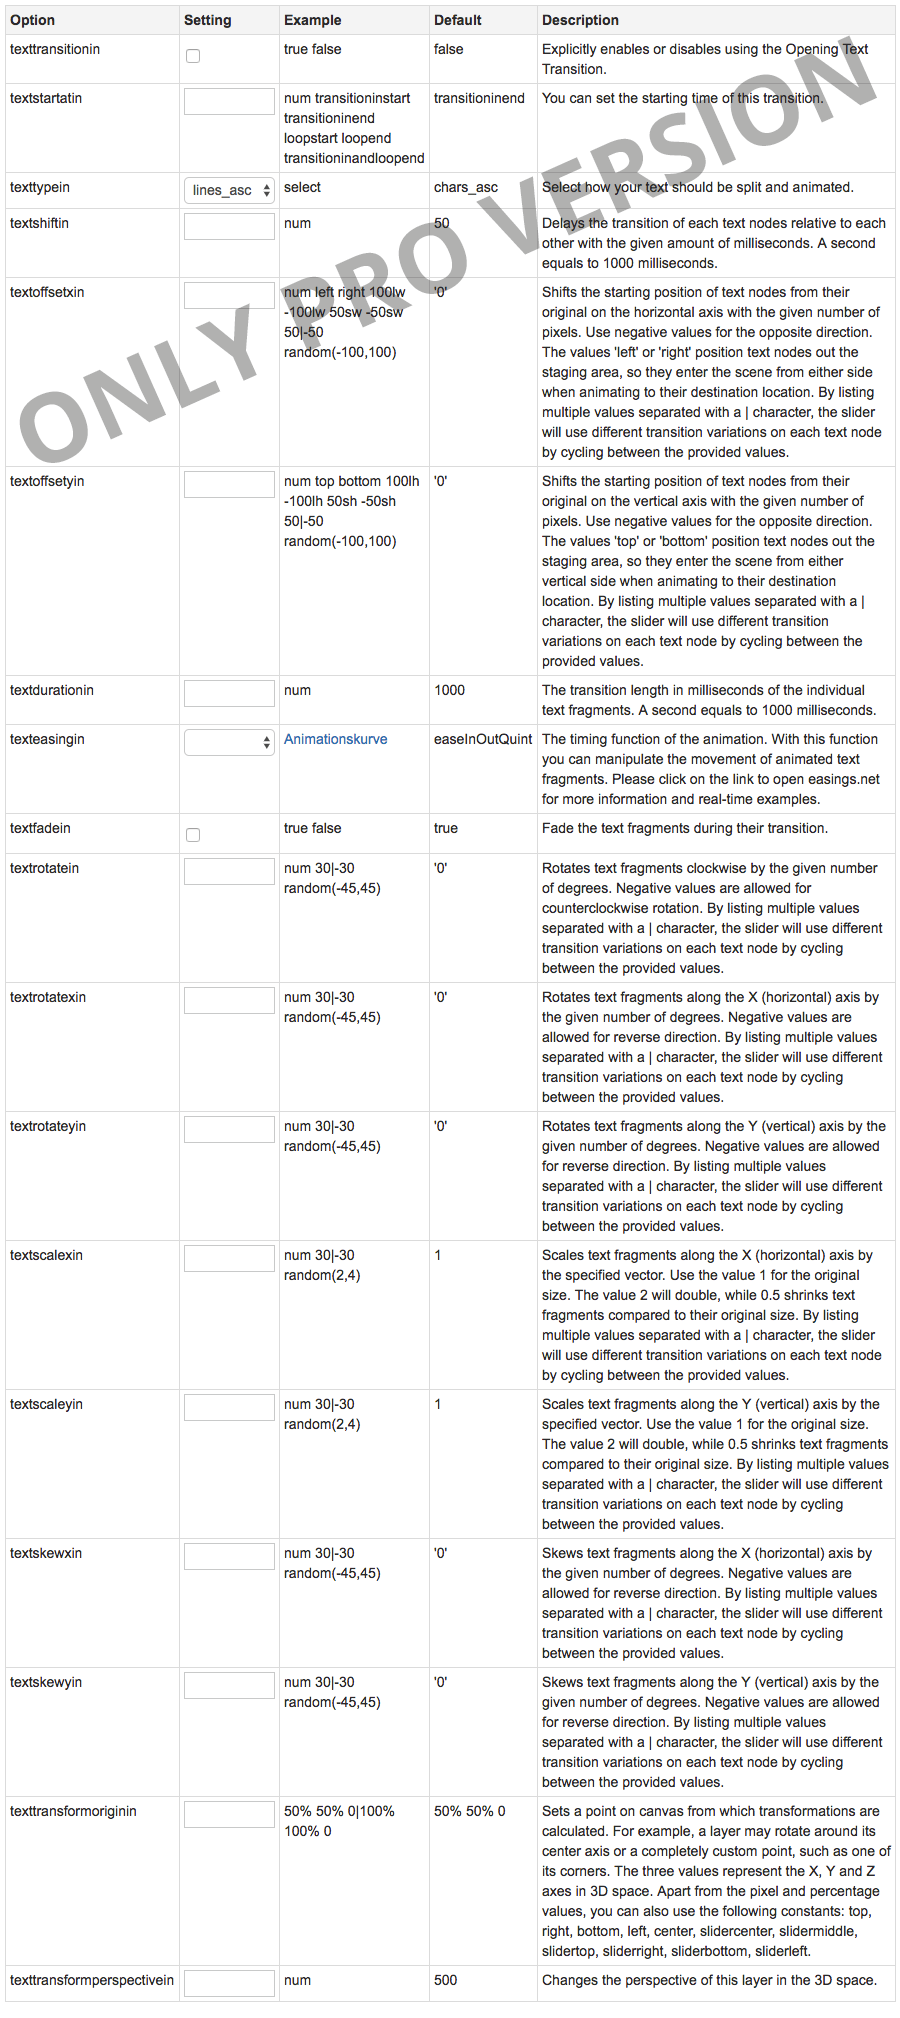 Option Setting Example Default Description
texttransitionin true false false Explicitly enables or disables using the Opening Text
Transition.
textstartatin num transitioninstart transitioninend You can set the starting time of this transition.
transitioninend
loopstart loopend
transitioninandloopend
texttypein lines_asc select chars_asc Select how your text should be split and animated.
textshiftin num 50 Delays the transition of each text nodes relative to each
other with the given amount of milliseconds. A second
equals to 1000 milliseconds.
textoffsetxin num left right 100lw '0' Shifts the starting position of text nodes from their
-100lw 50sw -50sw original on the horizontal axis with the given number of
50|-50 pixels. Use negative values for the opposite direction.
random(-100,100) The values 'left' or 'right' position text nodes out the
staging area, so they enter the scene from either side
when animating to their destination location. By listing
multiple values separated with a | character, the slider
will use different transition variations on each text node
by cycling between the provided values.
ONLY PRO VERSION
textoffsetyin num top bottom 100lh '0' Shifts the starting position of text nodes from their
-100lh 50sh -50sh original on the vertical axis with the given number of
50|-50 pixels. Use negative values for the opposite direction.
random(-100,100) The values 'top' or 'bottom' position text nodes out the
staging area, so they enter the scene from either
vertical side when animating to their destination
location. By listing multiple values separated with a |
character, the slider will use different transition
variations on each text node by cycling between the
provided values.
textdurationin num 1000 The transition length in milliseconds of the individual
text fragments. A second equals to 1000 milliseconds.
texteasingin Animationskurve easeInOutQuint The timing function of the animation. With this function
you can manipulate the movement of animated text
fragments. Please click on the link to open easings.net
for more information and real-time examples.
textfadein true false true Fade the text fragments during their transition.
textrotatein num 30|-30 '0' Rotates text fragments clockwise by the given number
random(-45,45) of degrees. Negative values are allowed for
counterclockwise rotation. By listing multiple values
separated with a | character, the slider will use different
transition variations on each text node by cycling
between the provided values.
textrotatexin num 30|-30 '0' Rotates text fragments along the X (horizontal) axis by
random(-45,45) the given number of degrees. Negative values are
allowed for reverse direction. By listing multiple values
separated with a | character, the slider will use different
transition variations on each text node by cycling
between the provided values.
textrotateyin num 30|-30 '0' Rotates text fragments along the Y (vertical) axis by the
random(-45,45) given number of degrees. Negative values are allowed
for reverse direction. By listing multiple values
separated with a | character, the slider will use different
transition variations on each text node by cycling
between the provided values.
textscalexin num 30|-30 1 Scales text fragments along the X (horizontal) axis by
random(2,4) the specified vector. Use the value 1 for the original
size. The value 2 will double, while 0.5 shrinks text
fragments compared to their original size. By listing
multiple values separated with a | character, the slider
will use different transition variations on each text node
by cycling between the provided values.
textscaleyin num 30|-30 1 Scales text fragments along the Y (vertical) axis by the
random(2,4) specified vector. Use the value 1 for the original size.
The value 2 will double, while 0.5 shrinks text fragments
compared to their original size. By listing multiple values
separated with a | character, the slider will use different
transition variations on each text node by cycling
between the provided values.
textskewxin num 30|-30 '0' Skews text fragments along the X (horizontal) axis by
random(-45,45) the given number of degrees. Negative values are
allowed for reverse direction. By listing multiple values
separated with a | character, the slider will use different
transition variations on each text node by cycling
between the provided values.
textskewyin num 30|-30 '0' Skews text fragments along the Y (vertical) axis by the
random(-45,45) given number of degrees. Negative values are allowed
for reverse direction. By listing multiple values
separated with a | character, the slider will use different
transition variations on each text node by cycling
between the provided values.
texttransformoriginin 50% 50% 0|100% 50% 50% 0 Sets a point on canvas from which transformations are
100% 0 calculated. For example, a layer may rotate around its
center axis or a completely custom point, such as one of
its corners. The three values represent the X, Y and Z
axes in 3D space. Apart from the pixel and percentage
values, you can also use the following constants: top,
right, bottom, left, center, slidercenter, slidermiddle,
slidertop, sliderright, sliderbottom, sliderleft.
texttransformperspectivein num 500 Changes the perspective of this layer in the 3D space.